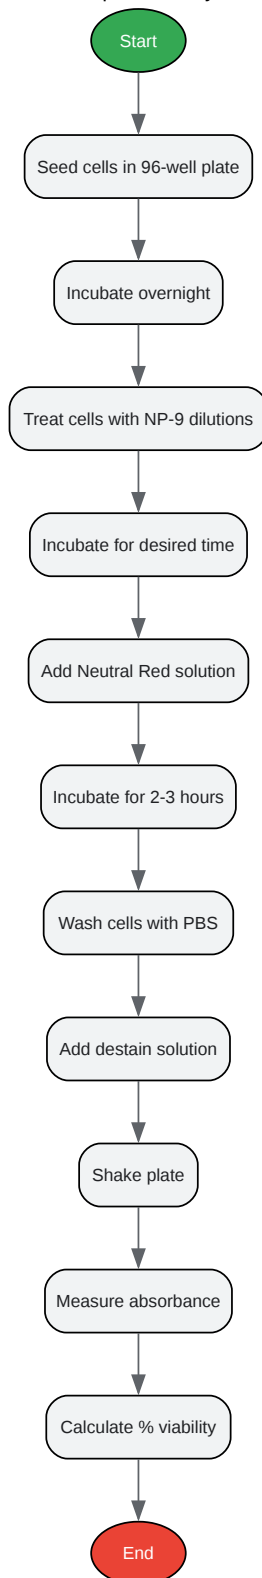 Start
Seed cells in 96-well plate
Incubate overnight
Treat cells with NP-9 dilutions
Incubate for desired time
Add Neutral Red solution
Incubate for 2-3 hours
Wash cells with PBS
Add destain solution
Shake plate
Measure absorbance
Calculate % viability
End